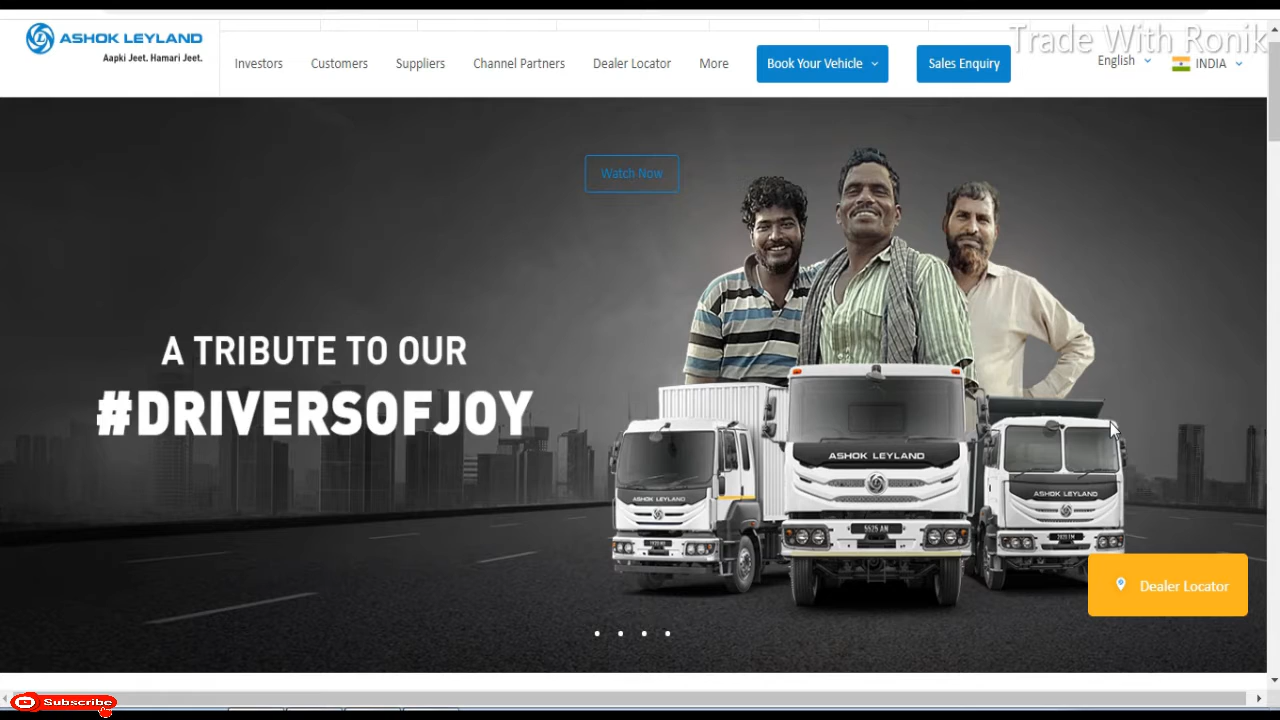 Trade With Ronik
ASHOK LEYLAND
Aapki Jeet. Hamari Jeet.
Investors
Customers
Suppliers
Channel Partners
Dealer Locator
More
Book Your Vehicle
Sales Enquiry
English
INDIA
Watch Now
A TRIBUTE TO OUR
#DRIVERSOFJOY
ASHOK LEYLAND
ASHOK LEYLAND
ASHOK LEYLAND
5525 AN
Dealer Locator
Subscribe